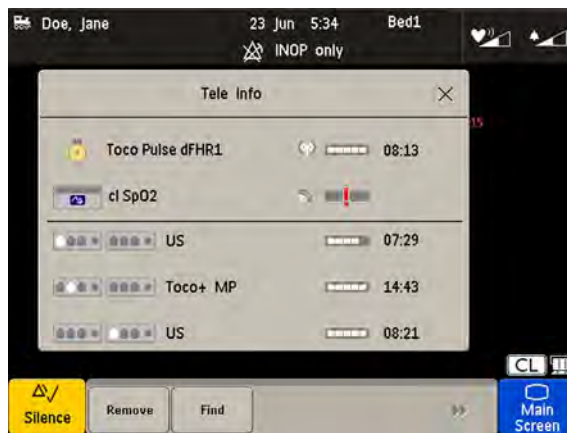 Doe, Jane 23 Jun 5:34 Bed1
INOP only
Tele Info
15
Toco Pulse dFHR1 08:13
cl SpO2
US 07:29
Toco+ MP 14:43
US 08:21
CL
Silence Remove Find Main Screen